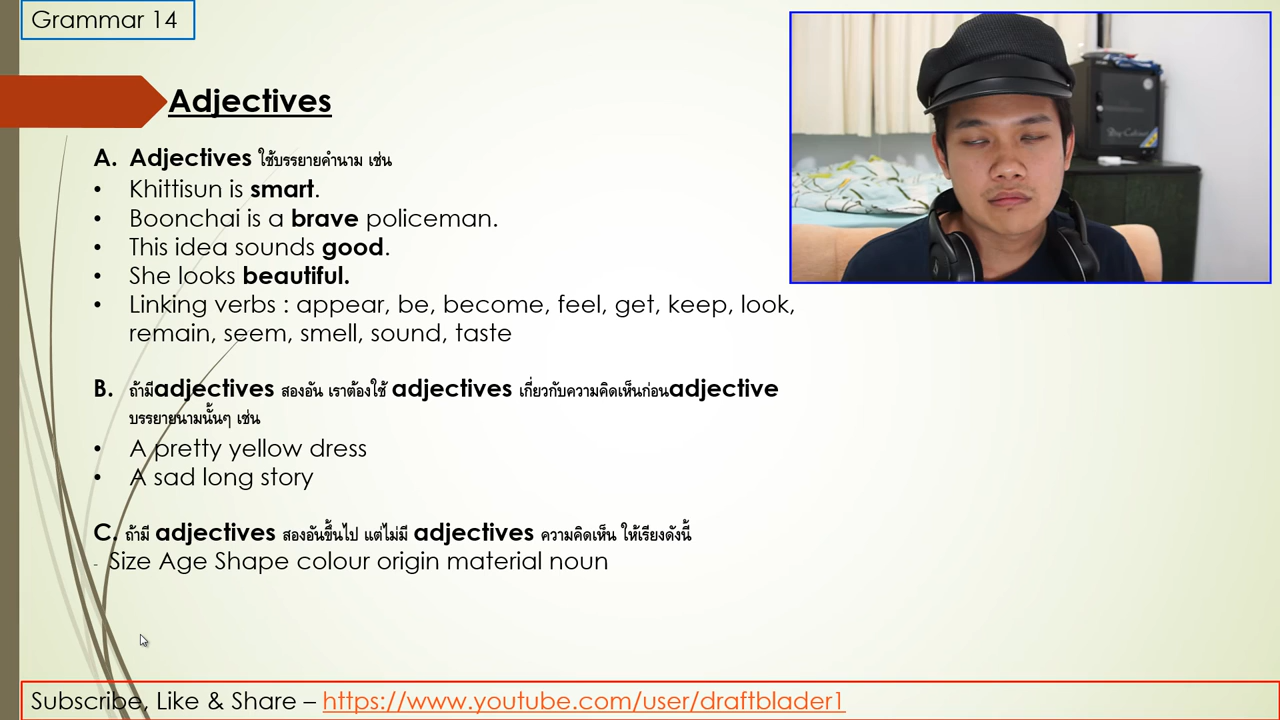 Grammar 14
Adjectives
A. Adjectives ใช้บรรยายคำนาม เช่น
• Khittisun is smart.
• Boonchai is a brave policeman.
• This idea sounds good.
• She looks beautiful.
• Linking verbs : appear, be, become, feel, get, keep, look,
remain, seem, smell, sound, taste
B. ถ้ามีadjectives สองอัน เราต้องใช้ adjectives เกี่ยวกับความคิดเห็นก่อนadjective
บรรยายนามนั้นๆ เช่น
• A pretty yellow dress
• A sad long story
C. ถ้ามี adjectives สองอันขึ้นไป แต่ไม่มี adjectives ความคิดเห็น ให้เรียงดังนี้
- Size Age Shape colour origin material noun
Subscribe, Like & Share – https://www.youtube.com/user/draftblader1